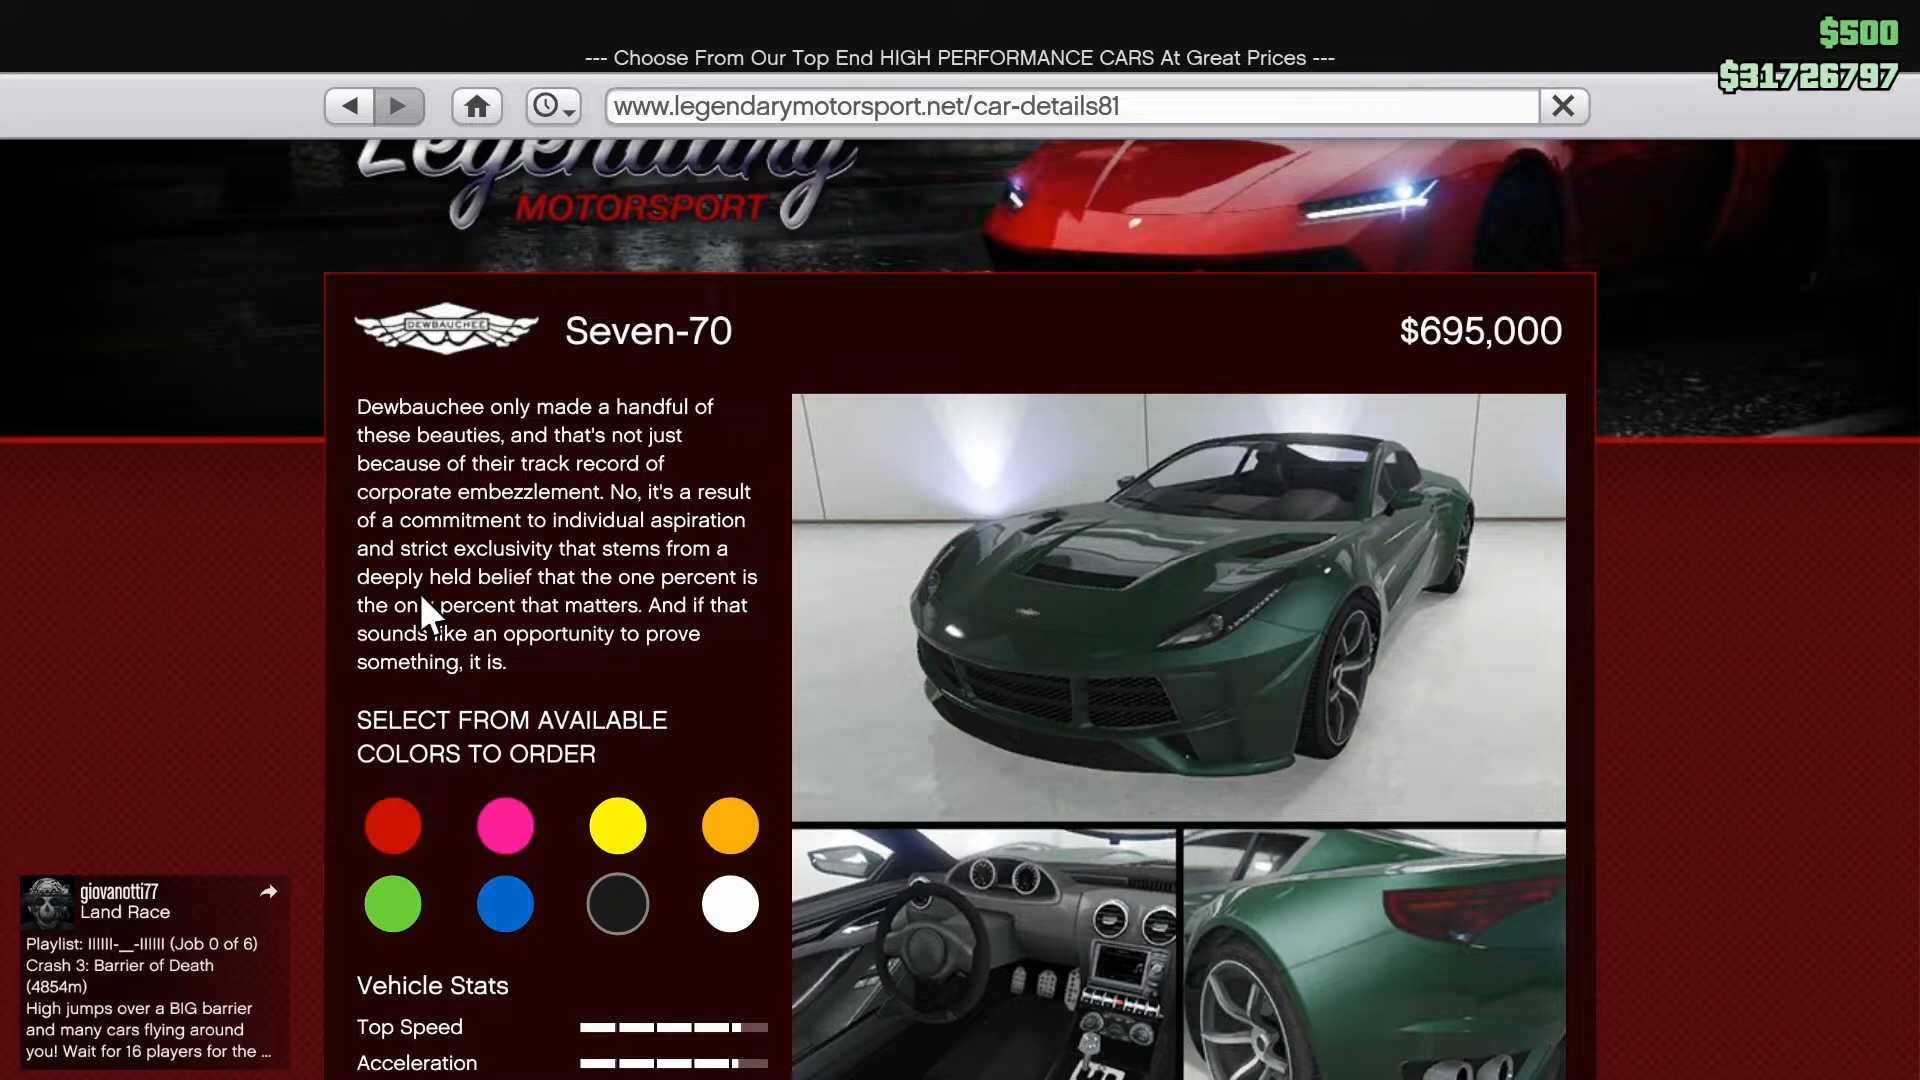 $500
--- Choose From Our Top End HIGH PERFORMANCE CARS At Great Prices ---
$31726797
www.legendarymotorsport.net/car-details81
Legendary
MOTORSPORT
DEWBAUCHEE
Seven-70
$695,000
Dewbauchee only made a handful of
these beauties, and that's not just
because of their track record of
corporate embezzlement. No, it's a result
of a commitment to individual aspiration
and strict exclusivity that stems from a
deeply held belief that the one percent is
the only percent that matters. And if that
sounds like an opportunity to prove
something, it is.
SELECT FROM AVAILABLE
COLORS TO ORDER
Vehicle Stats
Top Speed
Acceleration
giovanotti77
Land Race
Playlist: IIIIII-__-IIIIII (Job 0 of 6)
Crash 3: Barrier of Death
(4854m)
High jumps over a BIG barrier
and many cars flying around
you! Wait for 16 players for the ...